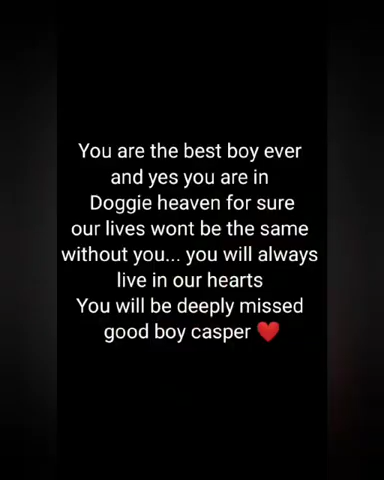 You are the best boy ever
and yes you are in
Doggie heaven for sure
our lives wont be the same
without you... you will always
live in our hearts
You will be deeply missed
good boy casper ❤️